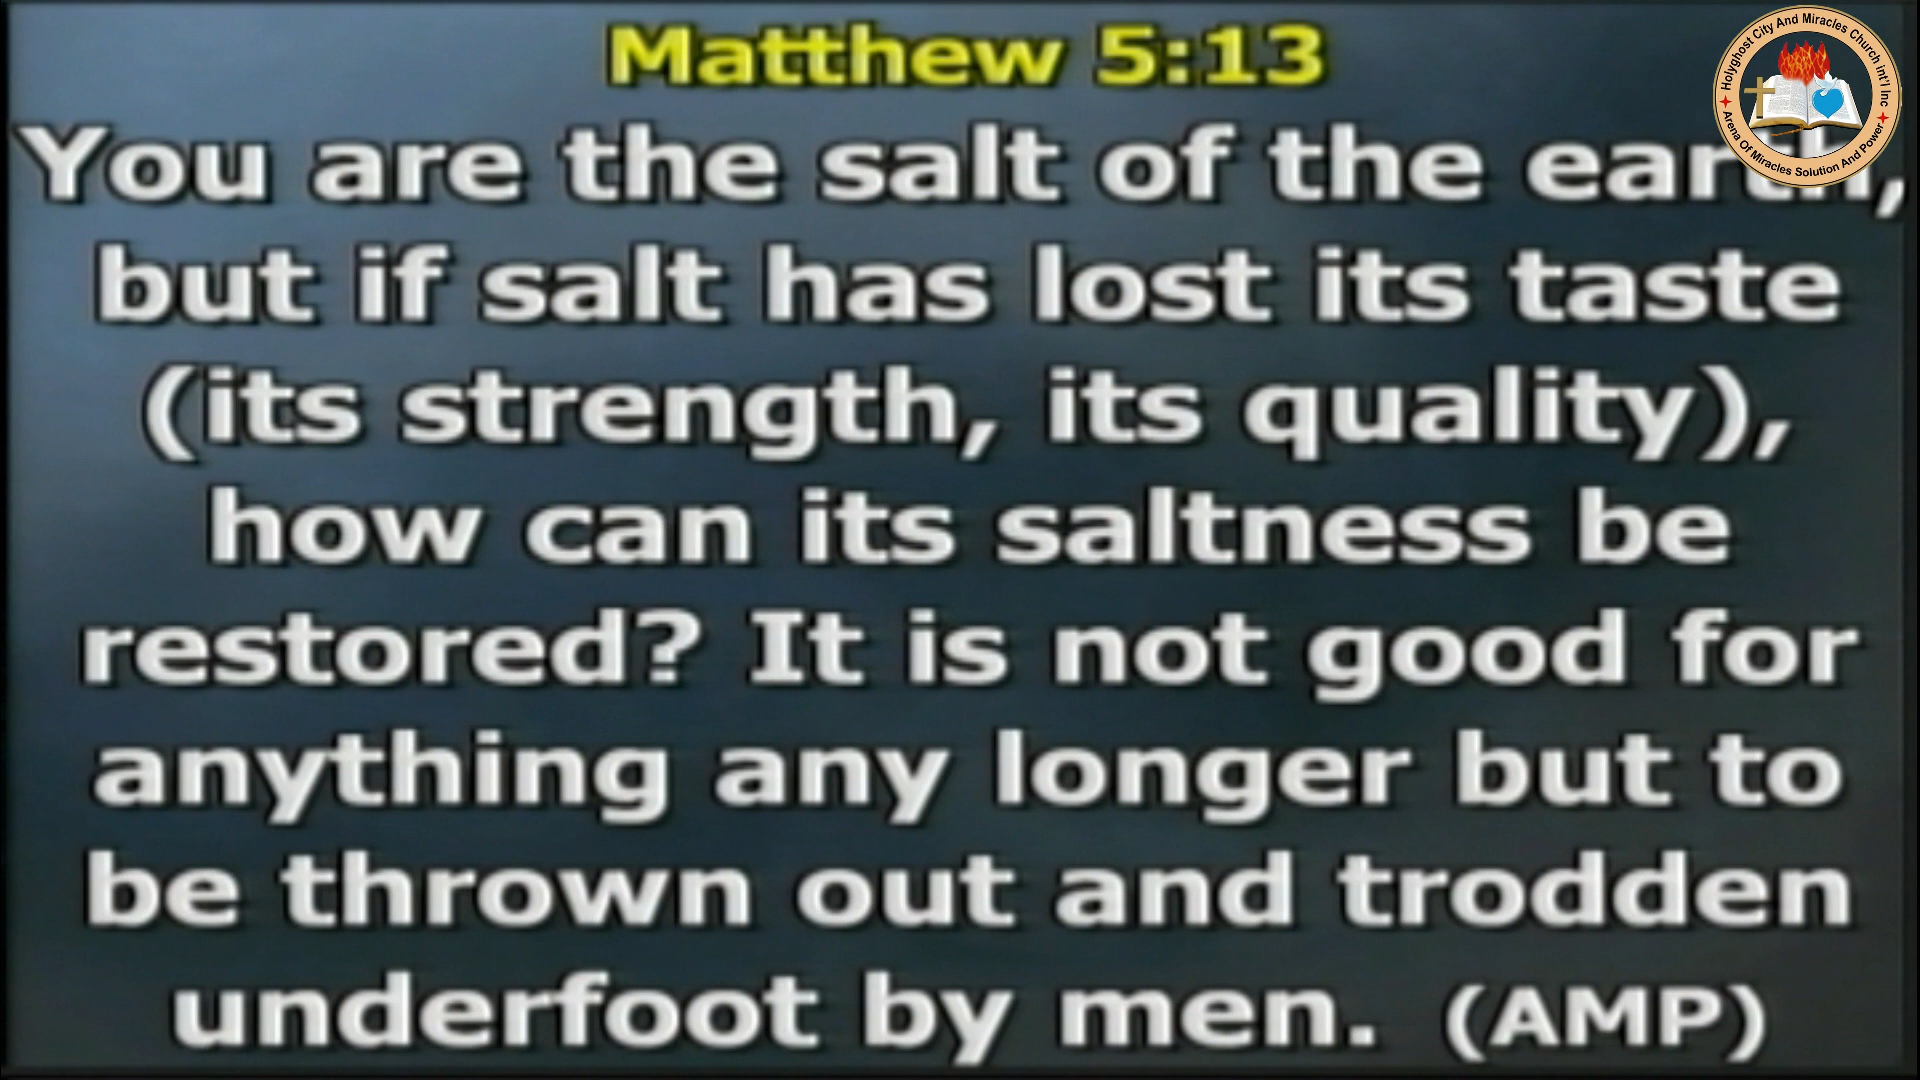 Matthew 5:13
You are the salt of the earth,
but if salt has lost its taste
(its strength, its quality),
how can its saltness be
restored? It is not good for
anything any longer but to
be thrown out and trodden
underfoot by men. (AMP)
Holyghost City And Miracles Church int'l Inc
Arena Of Miracles Solution And Power